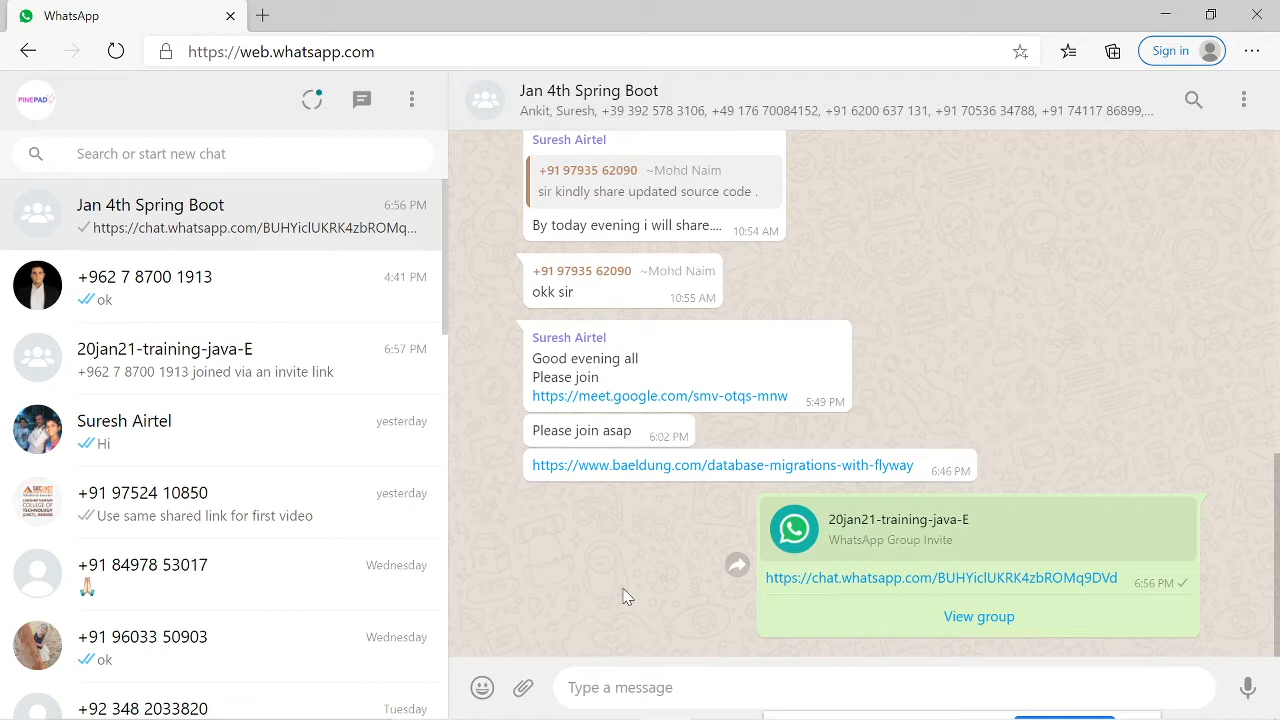 WhatsApp
https://web.whatsapp.com
Sign in
PINEPAD
Search or start new chat
Jan 4th Spring Boot
6:56 PM
https://chat.whatsapp.com/BUHYiclUKRK4zbROMq...
+962 7 8700 1913
4:41 PM
ok
20jan21-training-java-E
6:57 PM
+962 7 8700 1913 joined via an invite link
Suresh Airtel
yesterday
Hi
+91 97524 10850
yesterday
Use same shared link for first video
+91 84978 53017
Wednesday
🙏🏻
+91 96033 50903
Wednesday
ok
+92 348 2033820
Tuesday
Jan 4th Spring Boot
Ankit, Suresh, +39 392 578 3106, +49 176 70084152, +91 6200 637 131, +91 70536 34788, +91 74117 86899,...
Suresh Airtel
+91 97935 62090 ~Mohd Naim
sir kindly share updated source code .
By today evening i will share....
10:54 AM
+91 97935 62090 ~Mohd Naim
okk sir
10:55 AM
Suresh Airtel
Good evening all
Please join
https://meet.google.com/smv-otqs-mnw
5:49 PM
Please join asap
6:02 PM
https://www.baeldung.com/database-migrations-with-flyway
6:46 PM
20jan21-training-java-E
WhatsApp Group Invite
https://chat.whatsapp.com/BUHYiclUKRK4zbROMq9DVd
6:56 PM
View group
Type a message